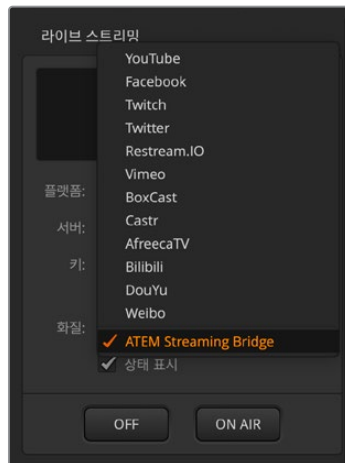 라이브 스트리밍
YouTube
Facebook
Twitch
Twitter
Restream.IO
Vimeo
플랫폼:
BoxCast
서버:
Castr
AfreecaTV
키:
Bilibili
DouYu
Weibo
화질:
ATEM Streaming Bridge
상태 표시
OFF ON AIR